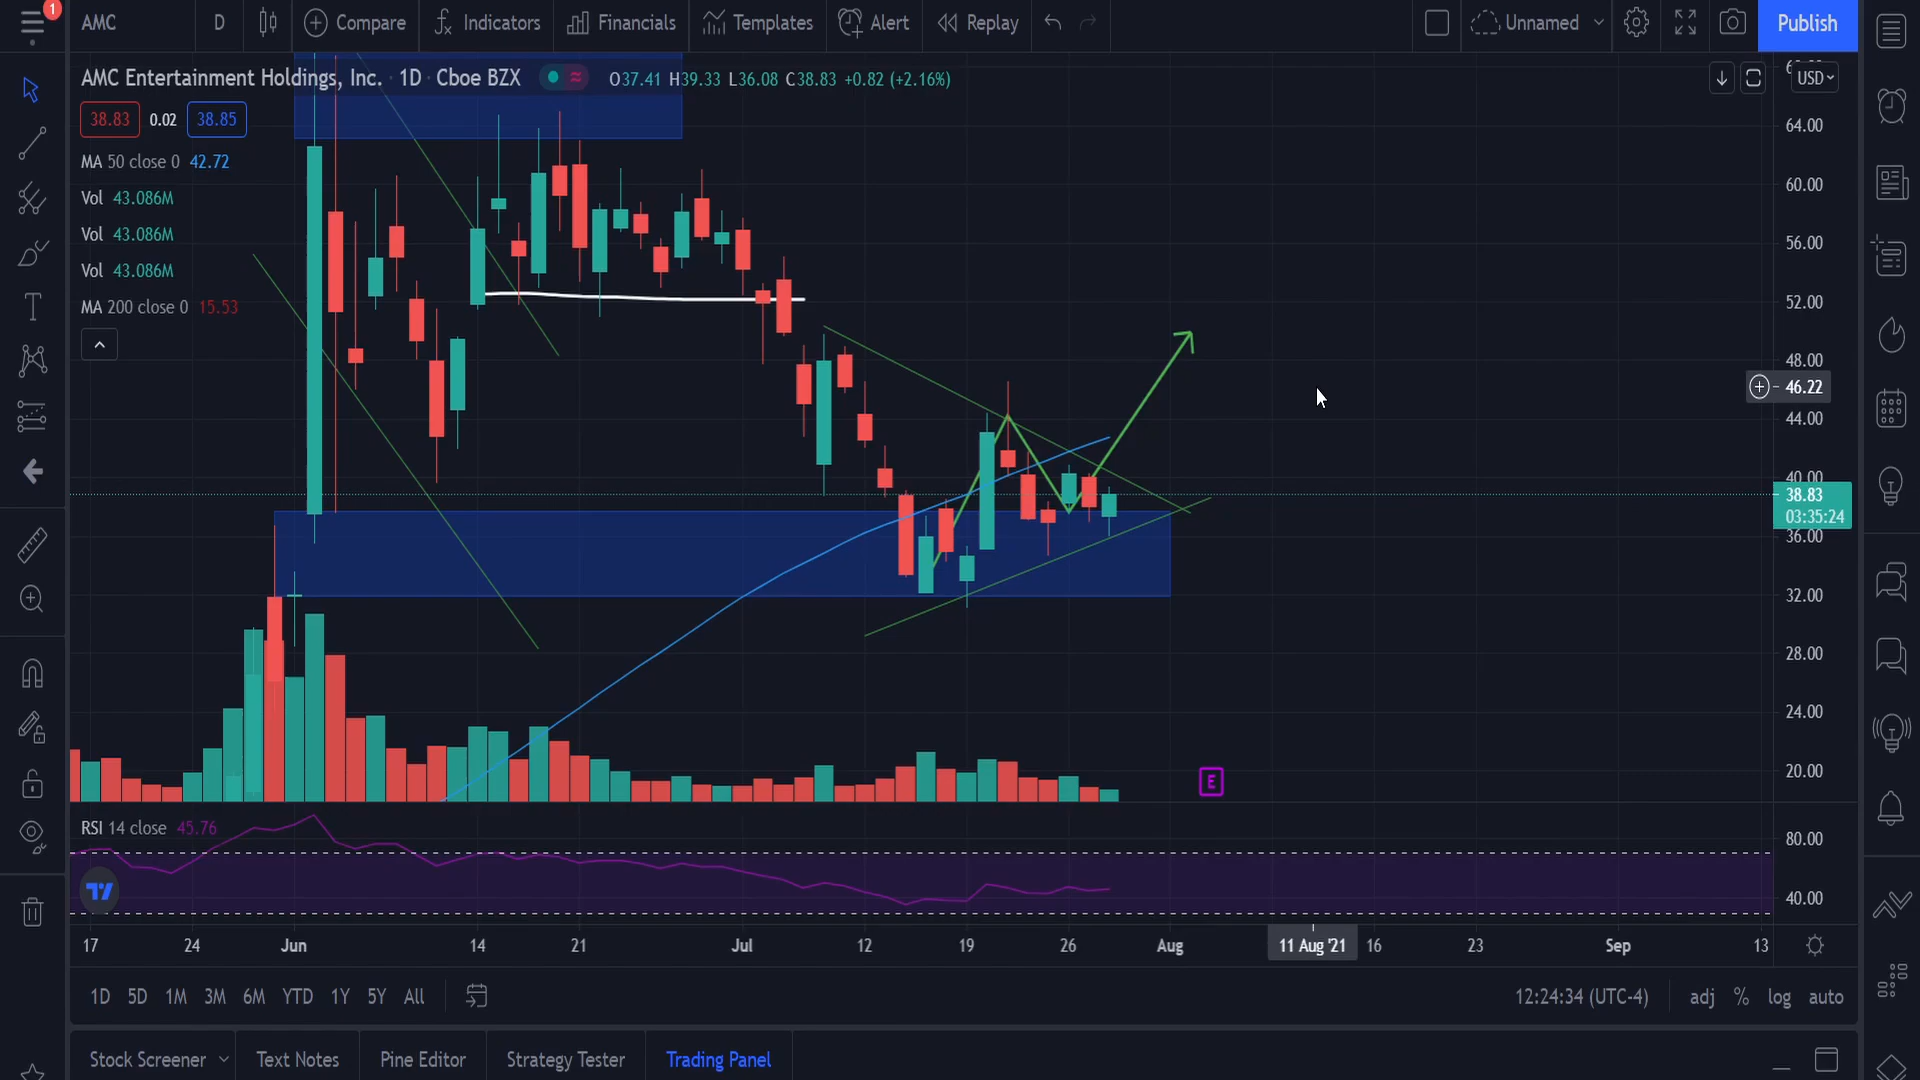 1
AMC D Compare Indicators Financials Templates Alert Replay Unnamed Publish
AMC Entertainment Holdings, Inc. · 1D · Cboe BZX O37.41 H39.33 L36.08 C38.83 +0.82 (+2.16%) USD
38.83 0.02 38.85
MA 50 close 0 42.72
Vol 43.086M
Vol 43.086M
Vol 43.086M
MA 200 close 0 15.53
64.00
60.00
56.00
52.00
48.00
46.22
44.00
40.00
38.83
03:35:24
36.00
32.00
28.00
24.00
20.00
E
RSI 14 close 45.76
80.00
40.00
17 24 Jun 14 21 Jul 12 19 26 Aug 11 Aug '21 16 23 Sep 13
1D 5D 1M 3M 6M YTD 1Y 5Y All 12:24:34 (UTC-4) adj % log auto
Stock Screener Text Notes Pine Editor Strategy Tester Trading Panel